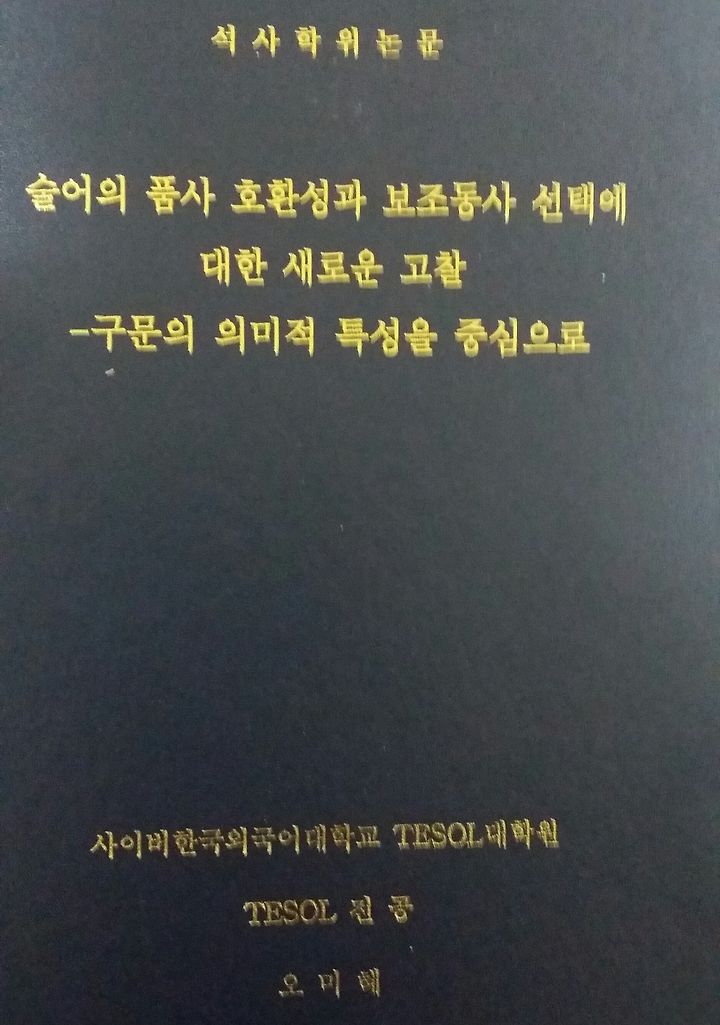 석사학위논문
술어의 품사 호환성과 보조동사 선택에
대한 새로운 고찰
-구문의 의미적 특성을 중심으로
사이버한국외국어대학교 TESOL대학원
TESOL 전공
오미혜